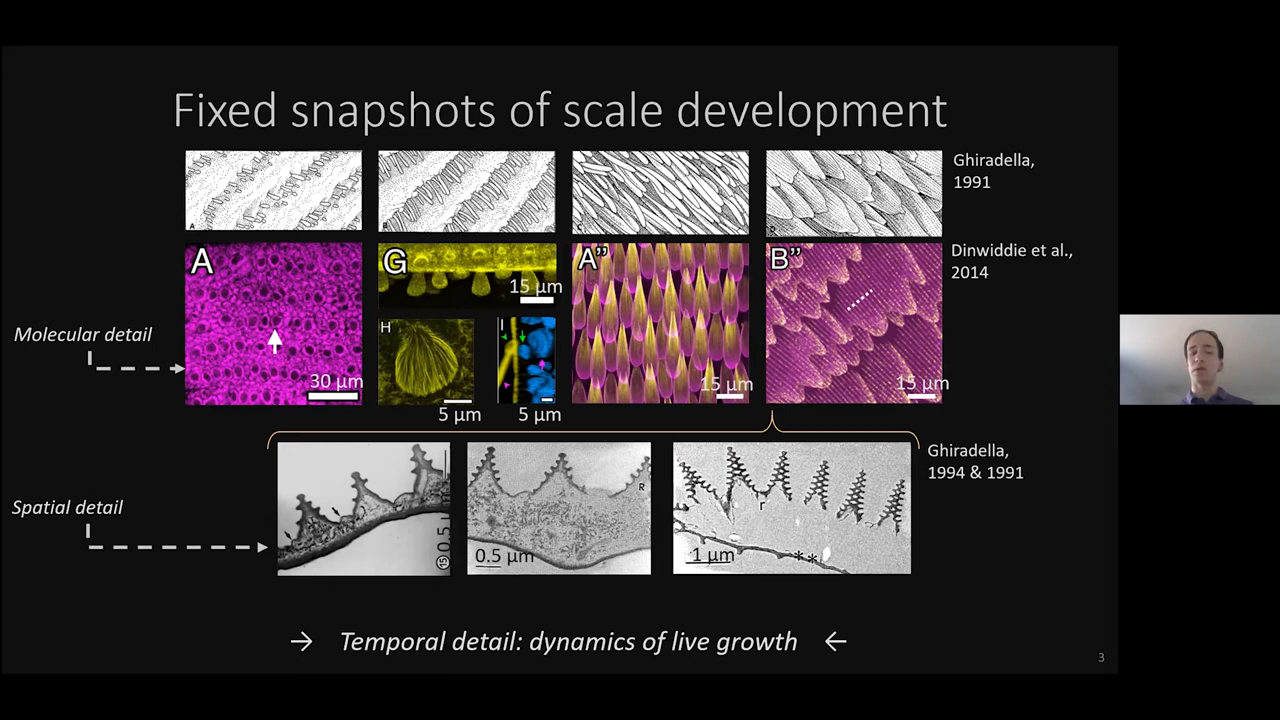 Fixed snapshots of scale development
Ghiradella,
1991
A
B
C
D
Dinwiddie et al.,
2014
A
G
A”
B”
15 μm
H
I
Molecular detail
30 μm
15 μm
15 μm
5 μm
5 μm
Ghiradella,
1994 & 1991
R
r
Spatial detail
15
0.5 μm
0.5 μm
1 μm
**
→ Temporal detail: dynamics of live growth ←
3